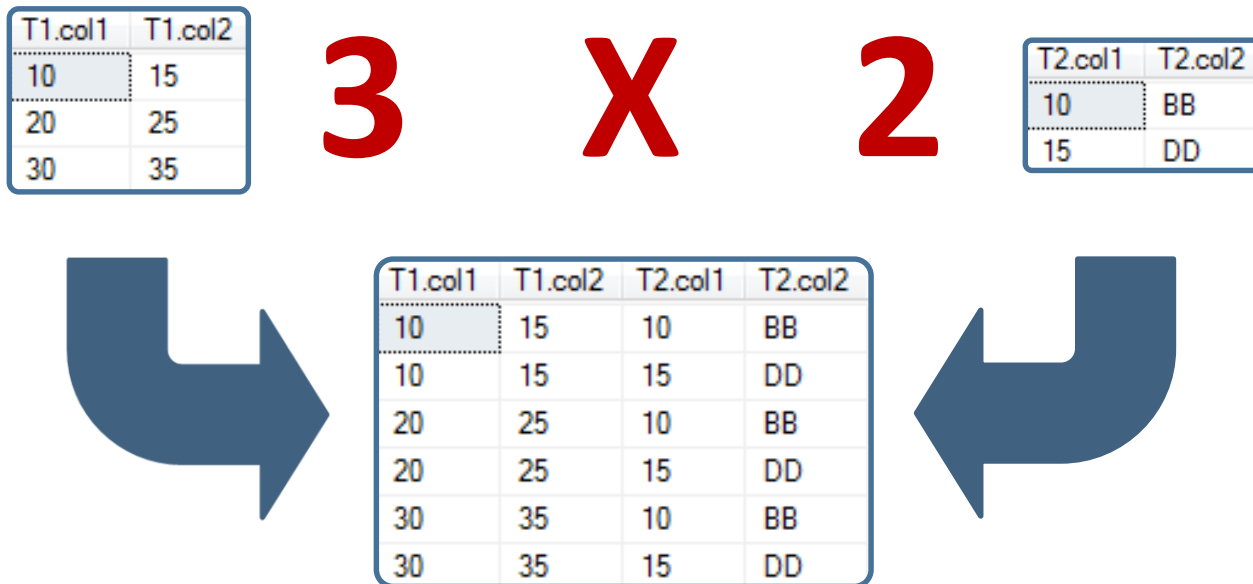 T1.col1 T1.col2
10 15
20 25
30 35
3 X 2
T2.col1 T2.col2
10 BB
15 DD
T1.col1 T1.col2 T2.col1 T2.col2
10 15 10 BB
10 15 15 DD
20 25 10 BB
20 25 15 DD
30 35 10 BB
30 35 15 DD